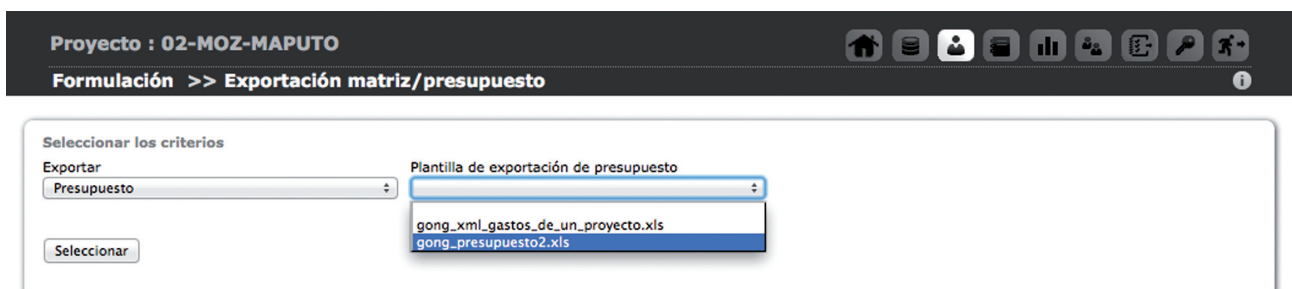 Proyecto : 02-MOZ-MAPUTO
Formulación >> Exportación matriz/presupuesto
Seleccionar los criterios
Exportar
Plantilla de exportación de presupuesto
Presupuesto
gong_xml_gastos_de_un_proyecto.xls
gong_presupuesto2.xls
Seleccionar